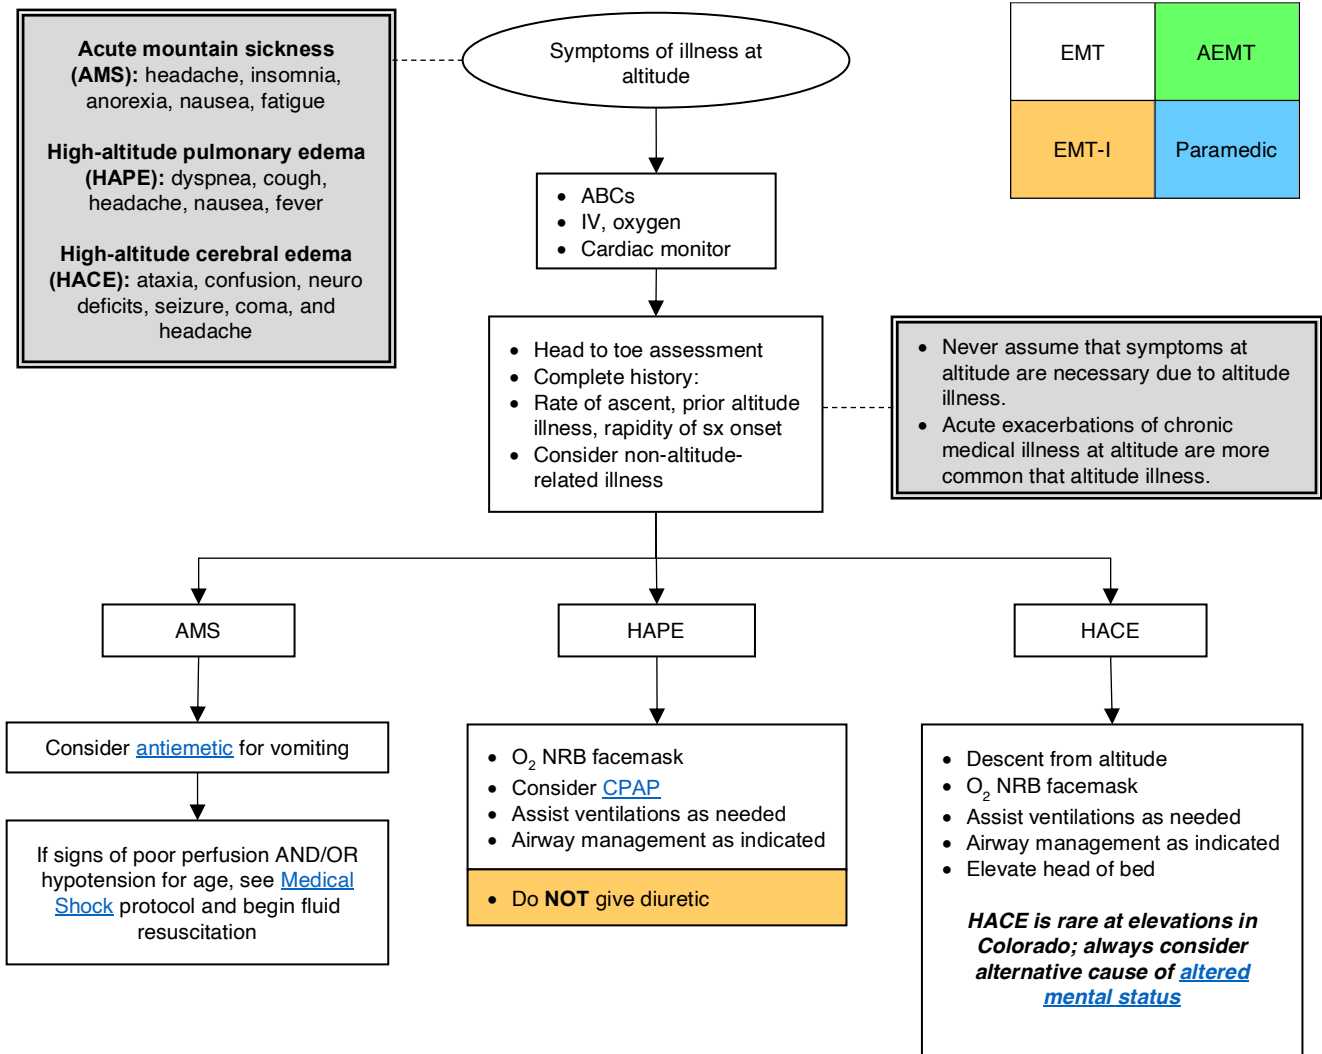 Acute mountain sickness
(AMS): headache, insomnia,
anorexia, nausea, fatigue
High-altitude pulmonary edema
(HAPE): dyspnea, cough,
headache, nausea, fever
High-altitude cerebral edema
(HACE): ataxia, confusion, neuro
deficits, seizure, coma, and
headache
Symptoms of illness at
altitude
EMT
AEMT
EMT-I
Paramedic
• ABCs
• IV, oxygen
• Cardiac monitor
• Head to toe assessment
• Complete history:
• Rate of ascent, prior altitude
illness, rapidity of sx onset
• Consider non-altitude-
related illness
• Never assume that symptoms at
altitude are necessary due to altitude
illness.
• Acute exacerbations of chronic
medical illness at altitude are more
common that altitude illness.
AMS
Consider antiemetic for vomiting
If signs of poor perfusion AND/OR
hypotension for age, see Medical
Shock protocol and begin fluid
resuscitation
HAPE
• O2 NRB facemask
• Consider CPAP
• Assist ventilations as needed
• Airway management as indicated
• Do NOT give diuretic
HACE
• Descent from altitude
• O2 NRB facemask
• Assist ventilations as needed
• Airway management as indicated
• Elevate head of bed
HACE is rare at elevations in
Colorado; always consider
alternative cause of altered
mental status